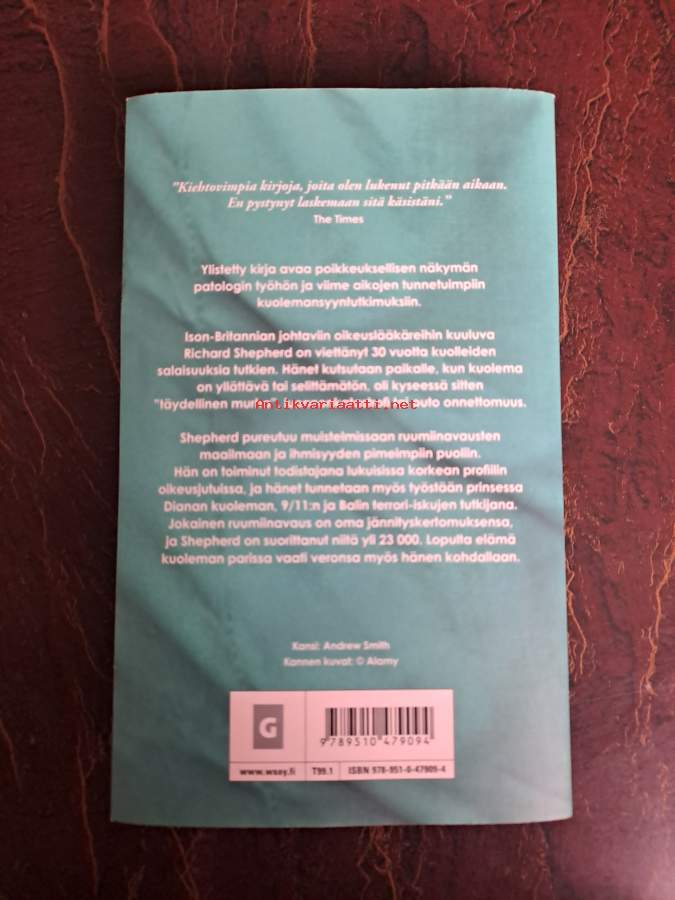 "Kiehtovimpia kirjoja, joita olen lukenut pitkään aikaan.
En pystynyt laskemaan sitä käsistäni."
The Times
Ylistetty kirja avaa poikkeuksellisen näkymän
patologin työhön ja viime aikojen tunnetuimpiin
kuolemansyyntutkimuksiin.
Ison-Britannian johtaviin oikeuslääkäreihin kuuluva
Richard Shepherd on viettänyt 30 vuotta kuolleiden
salaisuuksia tutkien. Hänet kutsutaan paikalle, kun kuolema
on yllättävä tai selittämätön, oli kyseessä sitten
"täydellinen onnettomuus.
Antikvariaatti.net
Shepherd pureutuu muistelmissaan ruumiinavausten
maailmaan ja ihmisyyden pimeimpiin puoliin.
Hän on toiminut todistajana lukuisissa korkean profiilin
oikeusjutuissa, ja hänet tunnetaan myös työstään prinsessa
Dianan kuoleman, 9/11:n ja Balin terrori-iskujen tutkijana.
Jokainen ruumiinavaus on oma jännityskertomuksensa,
ja Shepherd on suorittanut niitä yli 23 000. Lopulta elämä
kuoleman parissa vaati veronsa myös hänen kohdallaan.
Kansi: Andrew Smith
Kannen kuvat: © Alamy
G
9 789510 479094
www.wsoy.fi T99.1 ISBN 978-951-0-47909-4